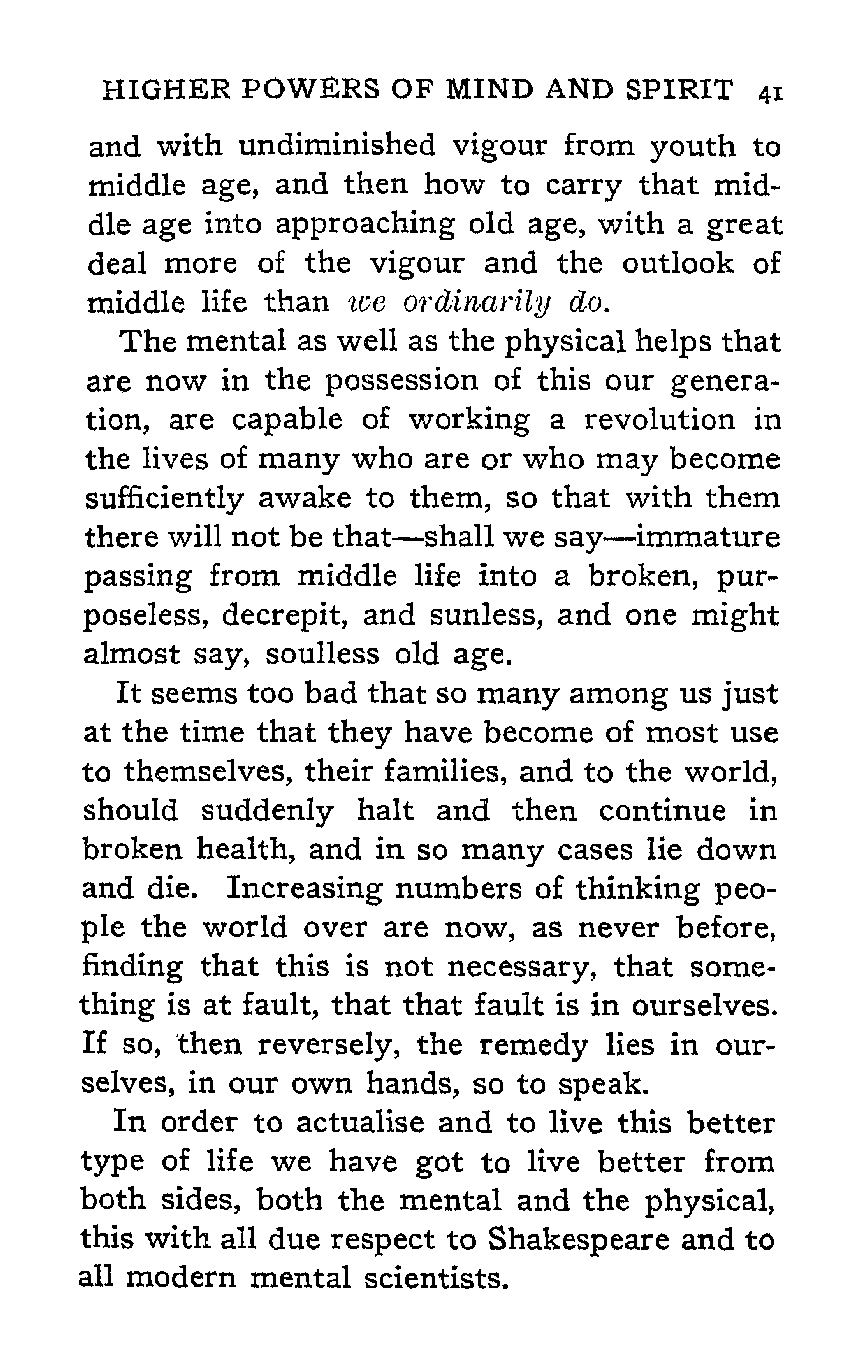 HIGHER POWERS OF MIND AND SPIRIT 41
and with undiminished vigour from youth to
middle age, and then how to carry that mid-
dle age into approaching old age, with a great
deal more of the vigour and the outlook of
middle life than we ordinarily do.
The mental as well as the physical helps that
are now in the possession of this our genera-
tion, are capable of working a revolution in
the lives of many who are or who may become
sufficiently awake to them, so that with them
there will not be that—shall we say—immature
passing from middle life into a broken, pur-
poseless, decrepit, and sunless, and one might
almost say, soulless old age.
It seems too bad that so many among us just
at the time that they have become of most use
to themselves, their families, and to the world,
should suddenly halt and then continue in
broken health, and in so many cases lie down
and die. Increasing numbers of thinking peo-
ple the world over are now, as never before,
finding that this is not necessary, that some-
thing is at fault, that that fault is in ourselves.
If so, then reversely, the remedy lies in our-
selves, in our own hands, so to speak.
In order to actualise and to live this better
type of life we have got to live better from
both sides, both the mental and the physical,
this with all due respect to Shakespeare and to
all modern mental scientists.